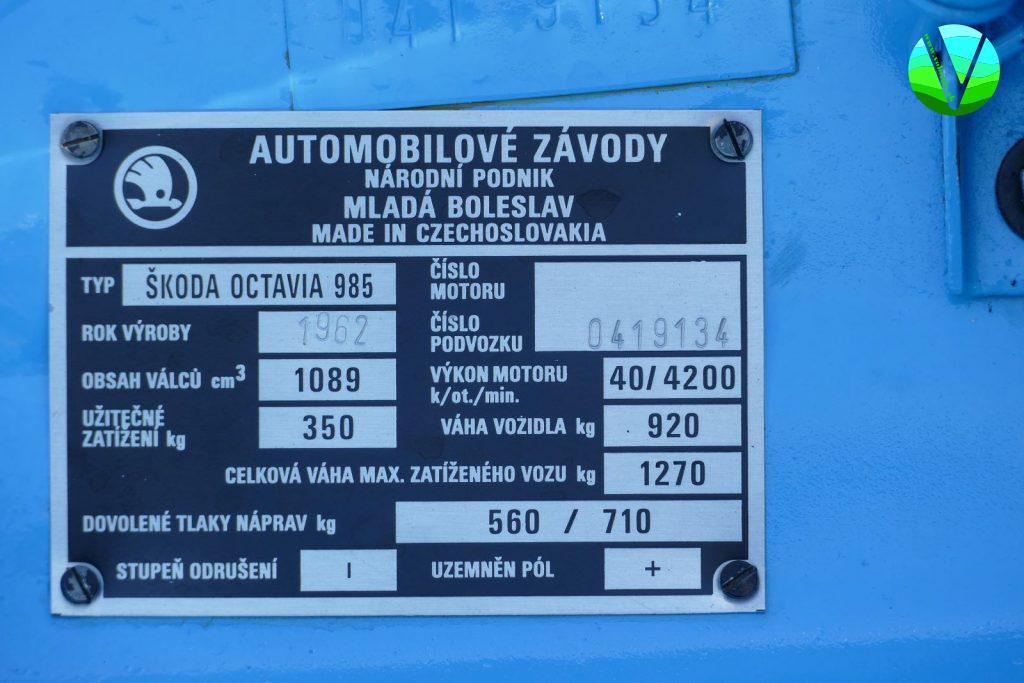 041 9134
AUTOMOBILOVÉ ZÁVODY
NÁRODNÍ PODNIK
MLADÁ BOLESLAV
MADE IN CZECHOSLOVAKIA
TYP ŠKODA OCTAVIA 985
ROK VÝROBY 1962
OBSAH VÁLCŮ cm³ 1089
UŽITEČNÉ
ZATÍŽENÍ kg 350
ČÍSLO
MOTORU
ČÍSLO
PODVOZKU 0419134
VÝKON MOTORU
k/ot./min. 40/4200
VÁHA VOZIDLA kg 920
CELKOVÁ VÁHA MAX. ZATÍŽENÉHO VOZU kg 1270
DOVOLENÉ TLAKY NÁPRAV kg 560 / 710
STUPEŇ ODRUŠENÍ I
UZEMNĚN PÓL +